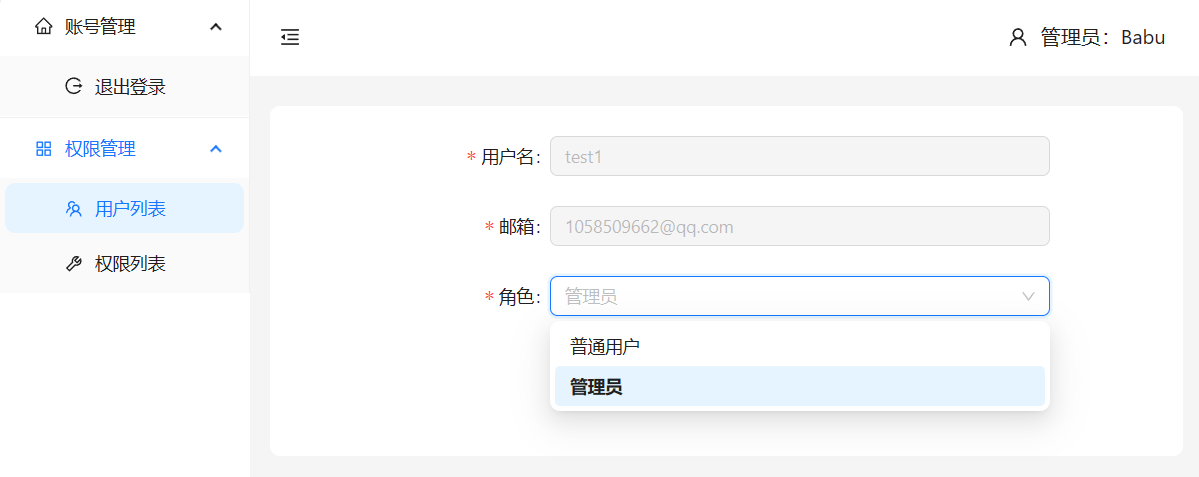 账号管理
退出登录
权限管理
用户列表
权限列表
管理员：Babu
* 用户名：
test1
* 邮箱：
1058509662@qq.com
* 角色：
管理员
普通用户
管理员